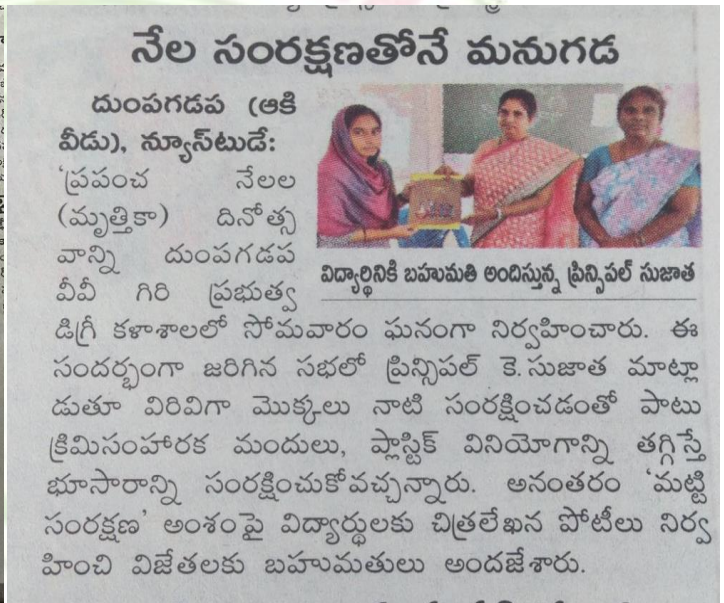 నేల సంరక్షణతోనే మనుగడ
దుంపగడప (ఆకి
వీడు), న్యూస్‌టుడే:
‘ప్రపంచ నేలల
(మృత్తికా) దినోత్స
వాన్ని దుంపగడప
వీవీ గిరి ప్రభుత్వ
విద్యార్థినికి బహుమతి అందిస్తున్న ప్రిన్సిపల్ సుజాత
డిగ్రీ కళాశాలలో సోమవారం ఘనంగా నిర్వహించారు. ఈ
సందర్భంగా జరిగిన సభలో ప్రిన్సిపల్ కె.సుజాత మాట్లా
డుతూ విరివిగా మొక్కలు నాటి సంరక్షించడంతో పాటు
క్రిమిసంహారక మందులు, ప్లాస్టిక్ వినియోగాన్ని తగ్గిస్తే
భూసారాన్ని సంరక్షించుకోవచ్చన్నారు. అనంతరం ‘మట్టి
సంరక్షణ’ అంశంపై విద్యార్థులకు చిత్రలేఖన పోటీలు నిర్వ
హించి విజేతలకు బహుమతులు అందజేశారు.